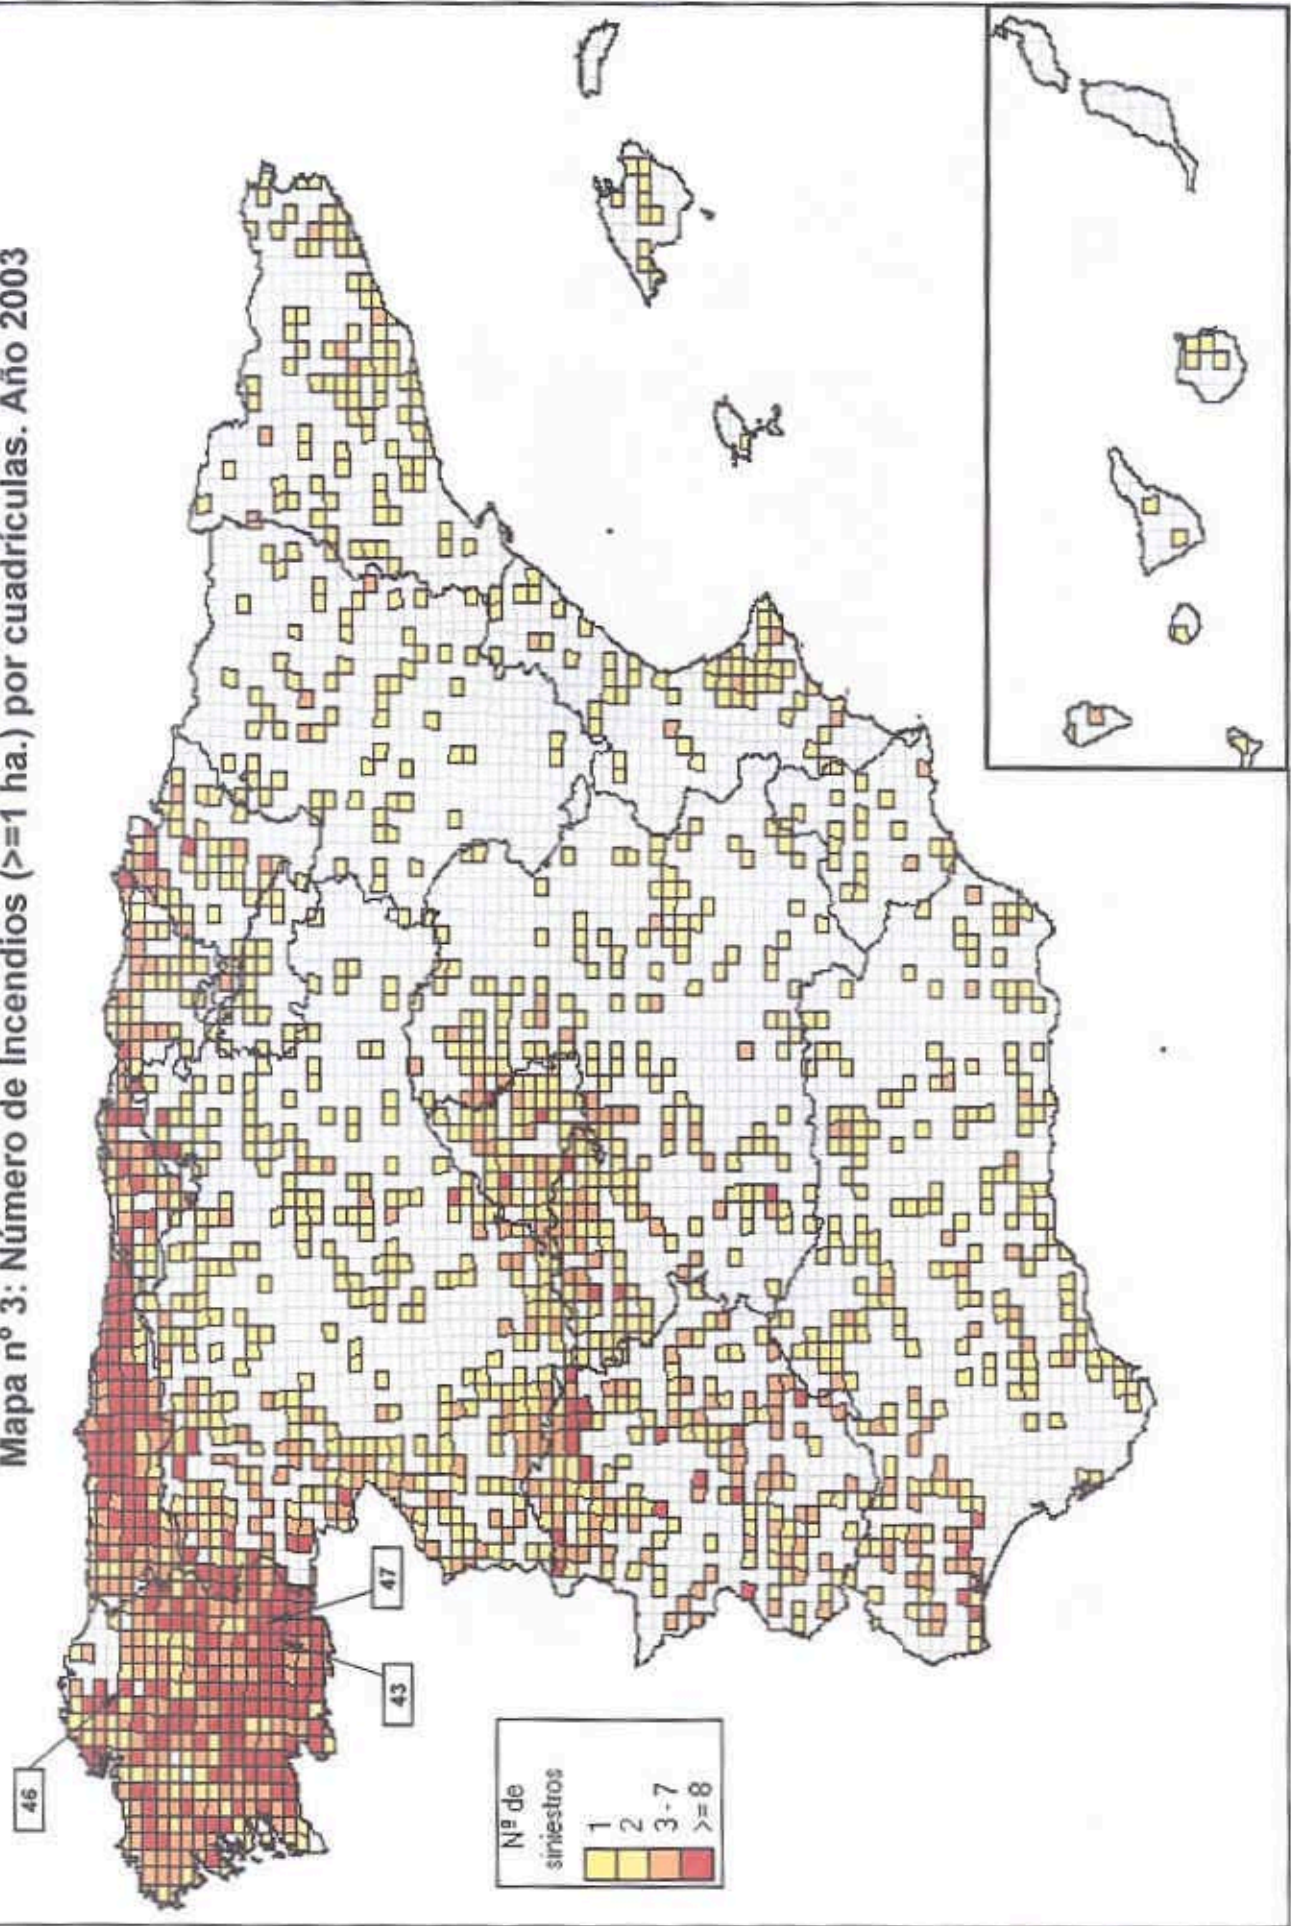 Mapa nº 3: Número de Incendios (>=1 ha.) por cuadrículas. Año 2003
46
47
43
Nº de
siniestros
1
2
3 - 7
>= 8